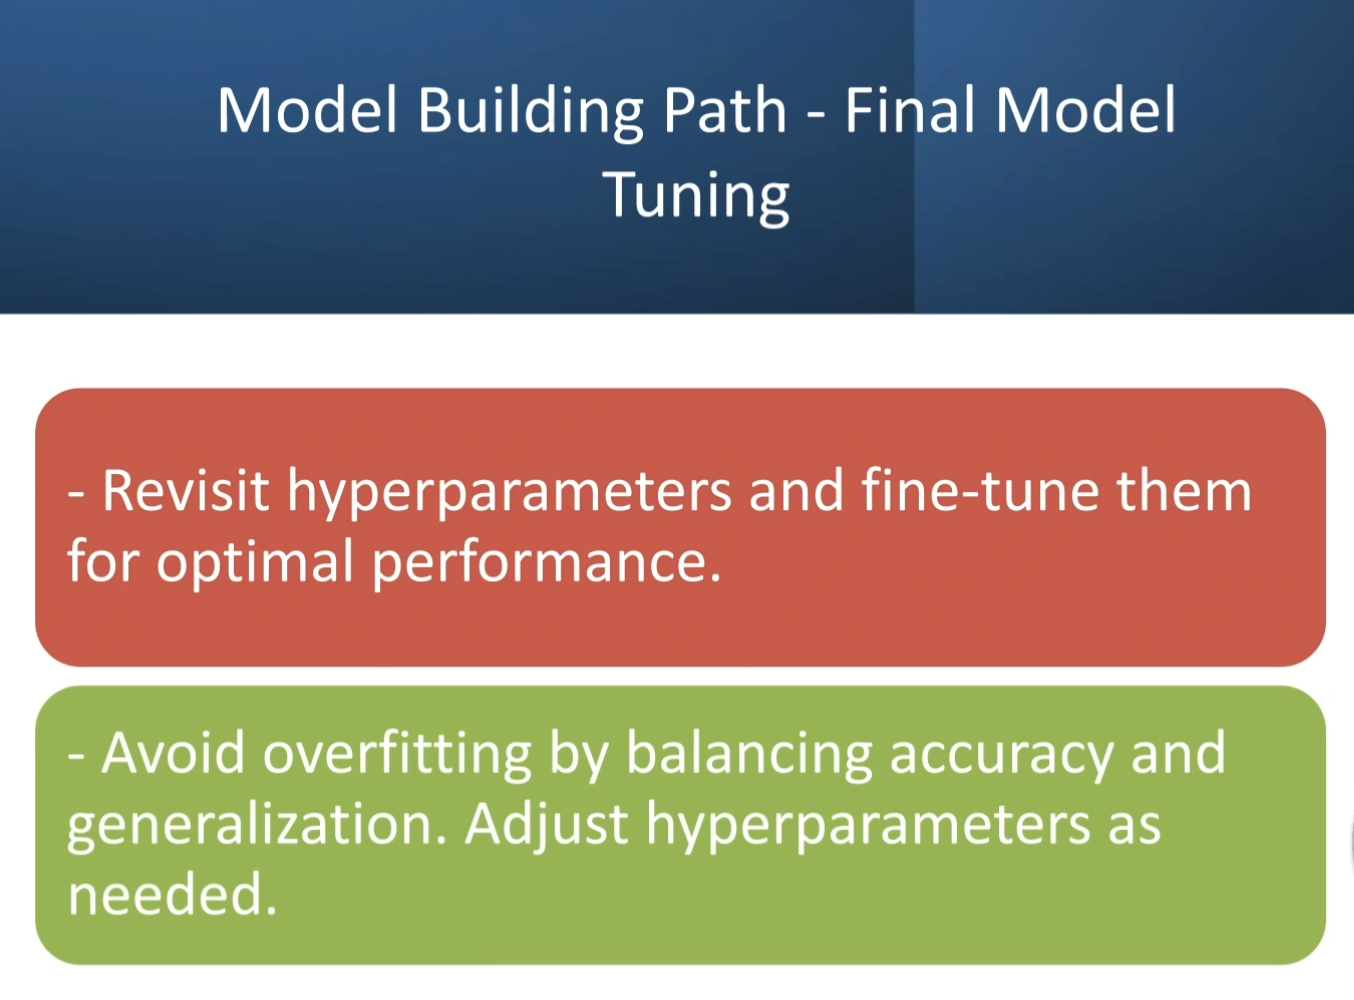 Model Building Path - Final Model
Tuning
- Revisit hyperparameters and fine-tune them
for optimal performance.
- Avoid overfitting by balancing accuracy and
generalization. Adjust hyperparameters as
needed.